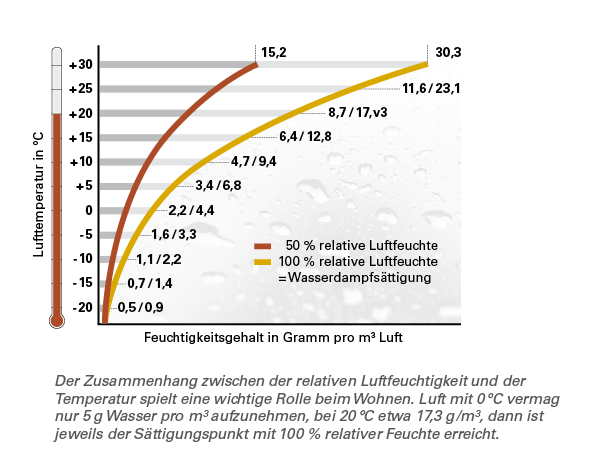 15,2
30,3
+30
+25
11,6 / 23,1
+20
8,7 / 17,v3
+15
6,4 / 12,8
+10
4,7 / 9,4
+5
3,4 / 6,8
0
2,2 / 4,4
-5
1,6 / 3,3
-10
1,1 / 2,2
-15
0,7 / 1,4
-20
0,5 / 0,9
Lufttemperatur in °C
50 % relative Luftfeuchte
100 % relative Luftfeuchte
=Wasserdampfsättigung
Feuchtigkeitsgehalt in Gramm pro m³ Luft
Der Zusammenhang zwischen der relativen Luftfeuchtigkeit und der
Temperatur spielt eine wichtige Rolle beim Wohnen. Luft mit 0°C vermag
nur 5 g Wasser pro m³ aufzunehmen, bei 20 °C etwa 17,3 g/m³, dann ist
jeweils der Sättigungspunkt mit 100 % relativer Feuchte erreicht.